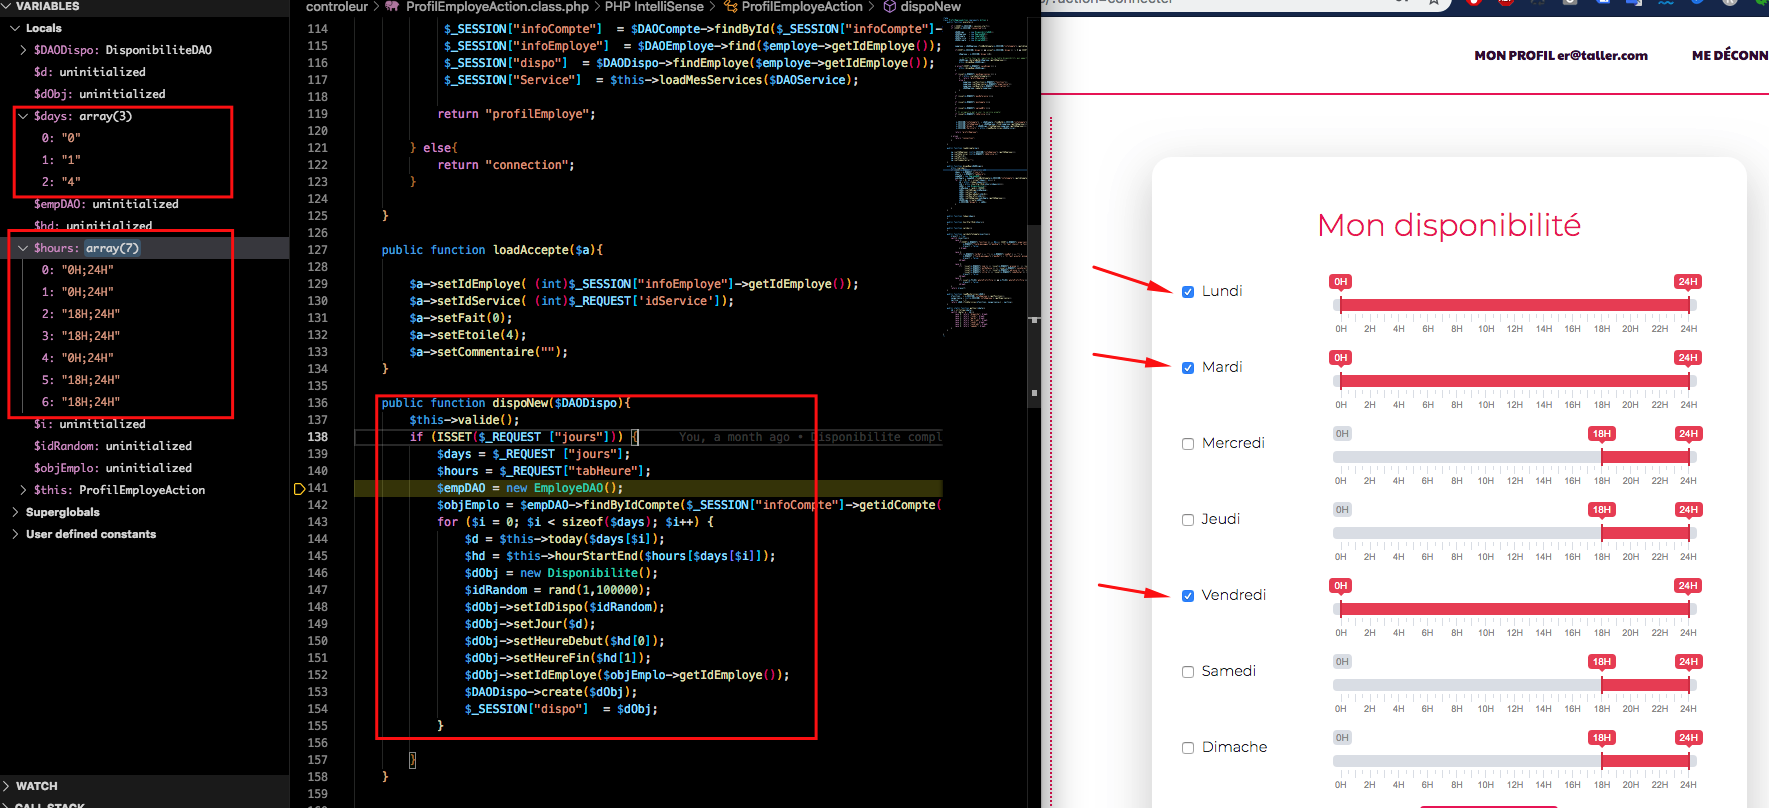 VARIABLES
Locals
$DAODispo: DisponibiliteDAO
$d: uninitialized
$dObj: uninitialized
$days: array(3)
0: "0"
1: "1"
2: "4"
$empDAO: uninitialized
$hd: uninitialized
$hours: array(7)
0: "0H;24H"
1: "0H;24H"
2: "18H;24H"
3: "18H;24H"
4: "0H;24H"
5: "18H;24H"
6: "18H;24H"
$i: uninitialized
$idRandom: uninitialized
$objEmplo: uninitialized
$this: ProfilEmployeAction
Superglobals
User defined constants
WATCH
CALL STACK
controleur > ProfilEmployeAction.class.php > PHP IntelliSense > ProfilEmployeAction > dispoNew
114 $_SESSION["infoCompte"] = $DAOCompte->findById($_SESSION["infoCompte"]-
115 $_SESSION["infoEmploye"] = $DAOEmploye->find($employe->getIdEmploye());
116 $_SESSION["dispo"] = $DAODispo->findEmploye($employe->getIdEmploye());
117 $_SESSION["Service"] = $this->loadMesServices($DAOService);
118
119 return "profilEmploye";
120
121 } else{
122 return "connection";
123 }
124
125 }
126
127 public function loadAccepte($a){
128
129 $a->setIdEmploye( (int)$_SESSION["infoEmploye"]->getIdEmploye());
130 $a->setIdService( (int)$_REQUEST['idService']);
131 $a->setFait(0);
132 $a->setEtoile(4);
133 $a->setCommentaire("");
134 }
135
136 public function dispoNew($DAODispo){
137 $this->valide();
138 if (ISSET($_REQUEST ["jours"])) { You, a month ago • Disponibilite compl
139 $days = $_REQUEST ["jours"];
140 $hours = $_REQUEST["tabHeure"];
141 $empDAO = new EmployeDAO();
142 $objEmplo = $empDAO->findByIdCompte($_SESSION["infoCompte"]->getidCompte(
143 for ($i = 0; $i < sizeof($days); $i++) {
144 $d = $this->today($days[$i]);
145 $hd = $this->hourStartEnd($hours[$days[$i]]);
146 $dObj = new Disponibilite();
147 $idRandom = rand(1,100000);
148 $dObj->setIdDispo($idRandom);
149 $dObj->setJour($d);
150 $dObj->setHeureDebut($hd[0]);
151 $dObj->setHeureFin($hd[1]);
152 $dObj->setIdEmploye($objEmplo->getIdEmploye());
153 $DAODispo->create($dObj);
154 $_SESSION["dispo"] = $dObj;
155 }
156
157 }
158 }
159
MON PROFIL er@taller.com ME DÉCONN
Mon disponibilité
Lundi
0H 24H
0H 2H 4H 6H 8H 10H 12H 14H 16H 18H 20H 22H 24H
Mardi
0H 24H
0H 2H 4H 6H 8H 10H 12H 14H 16H 18H 20H 22H 24H
Mercredi
0H 18H 24H
0H 2H 4H 6H 8H 10H 12H 14H 16H 18H 20H 22H 24H
Jeudi
0H 18H 24H
0H 2H 4H 6H 8H 10H 12H 14H 16H 18H 20H 22H 24H
Vendredi
0H 24H
0H 2H 4H 6H 8H 10H 12H 14H 16H 18H 20H 22H 24H
Samedi
0H 18H 24H
0H 2H 4H 6H 8H 10H 12H 14H 16H 18H 20H 22H 24H
Dimache
0H 18H 24H
0H 2H 4H 6H 8H 10H 12H 14H 16H 18H 20H 22H 24H